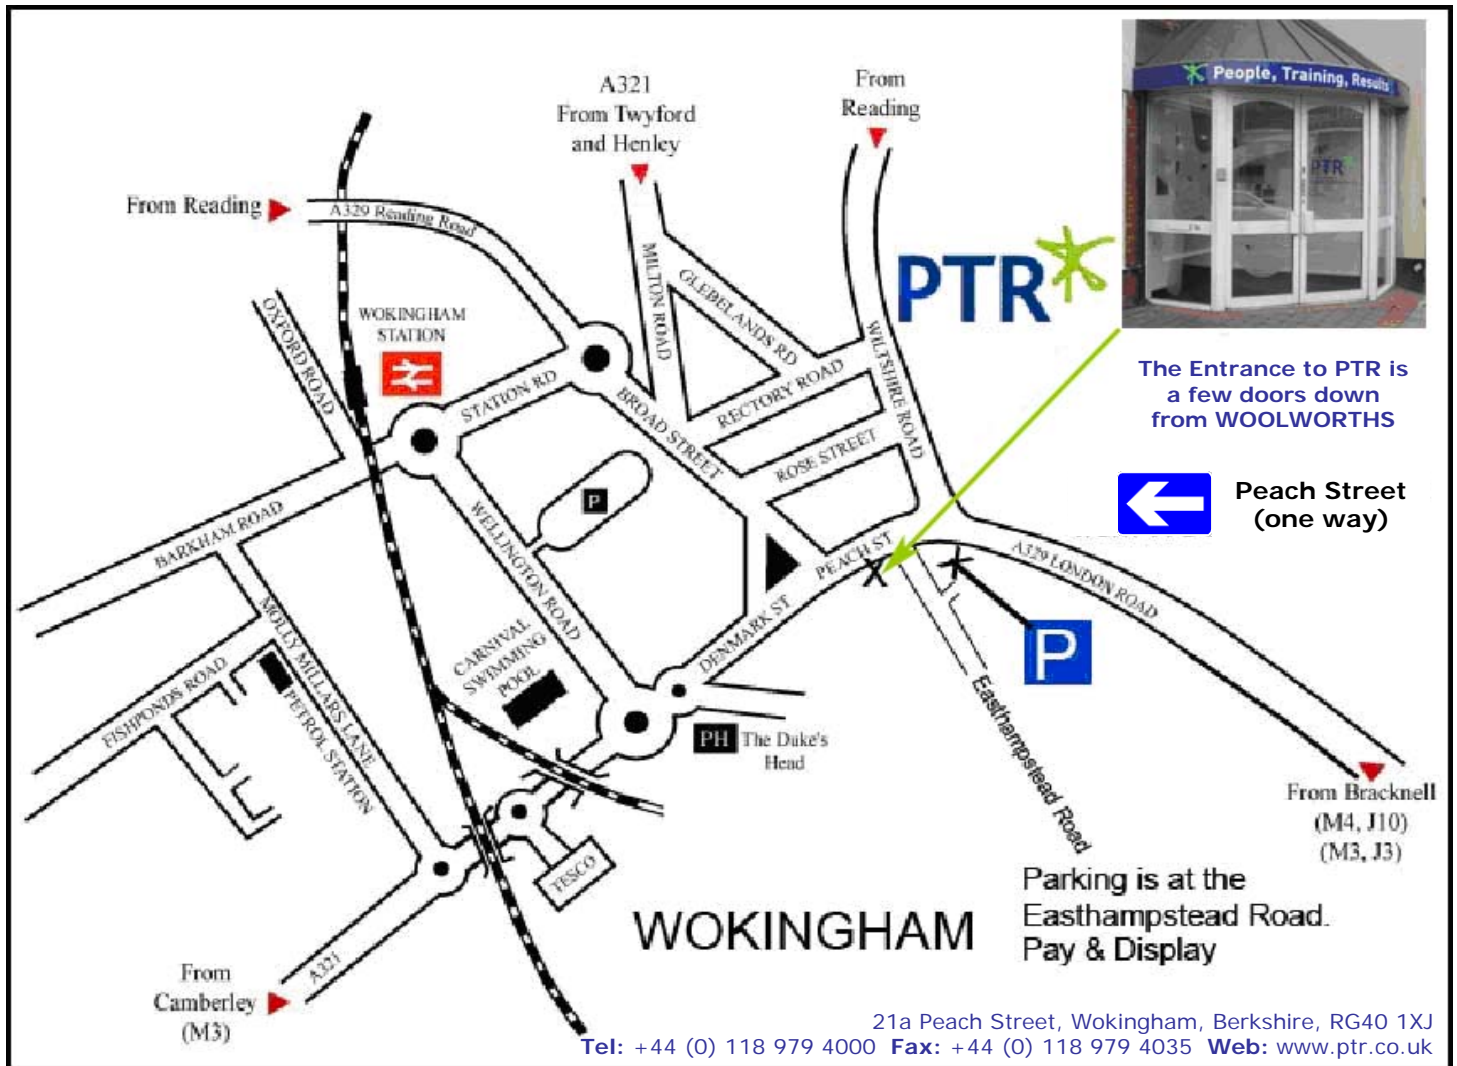 People, Training, Results
PTR
A321
From Twyford
and Henley
From
Reading
From Reading
A329 Reading Road
PTR
OXFORD ROAD
WOKINGHAM
STATION
MILTON ROAD
GLEBELANDS RD
WILTSHIRE ROAD
STATION RD
BROAD STREET
RECTORY ROAD
ROSE STREET
The Entrance to PTR is
a few doors down
from WOOLWORTHS
Peach Street
(one way)
P
BARKHAM ROAD
WELLINGTON ROAD
PEACH ST
A329 LONDON ROAD
MOLLY MILLARS LANE
DENMARK ST
CARNIVAL
SWIMMING
POOL
P
FISHPONDS ROAD
PETROL STATION
PH
The Duke's
Head
Easthampstead Road
From Bracknell
(M4, J10)
(M3, J3)
TESCO
WOKINGHAM
Parking is at the
Easthampstead Road.
Pay & Display
A321
From
Camberley
(M3)
21a Peach Street, Wokingham, Berkshire, RG40 1XJ
Tel: +44 (0) 118 979 4000 Fax: +44 (0) 118 979 4035 Web: www.ptr.co.uk